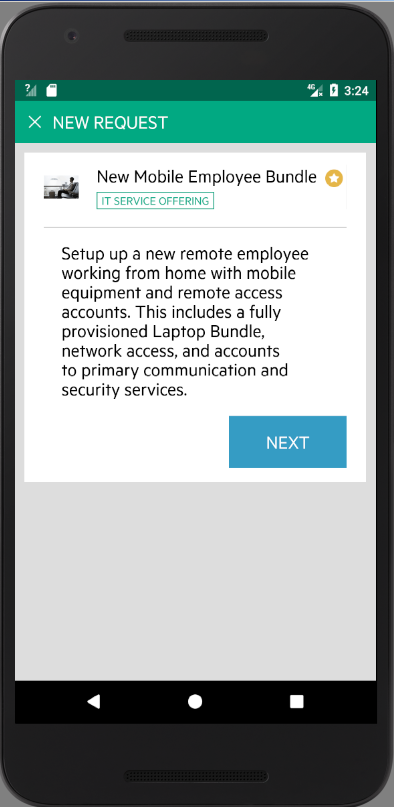 4G 3:24
NEW REQUEST
New Mobile Employee Bundle
IT SERVICE OFFERING
Setup up a new remote employee
working from home with mobile
equipment and remote access
accounts. This includes a fully
provisioned Laptop Bundle,
network access, and accounts
to primary communication and
security services.
NEXT